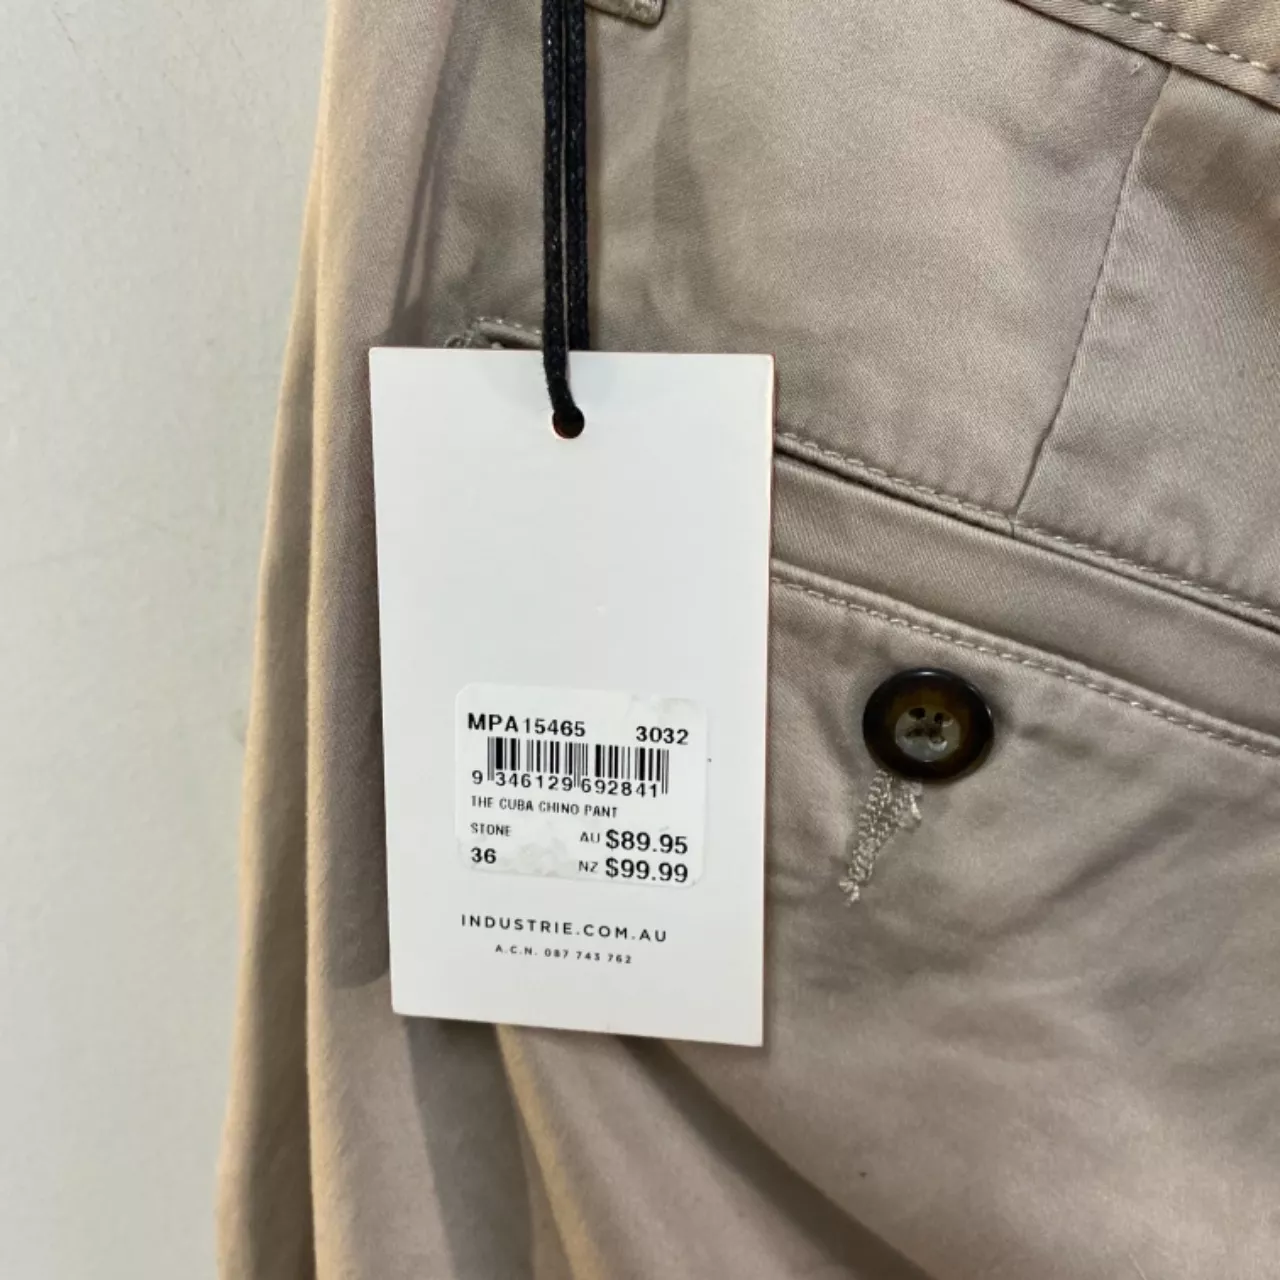 MPA15465 3032
9 346129 692841
THE CUBA CHINO PANT
STONE AU $89.95
36 NZ $99.99
INDUSTRIE.COM.AU
A.C.N. 087 743 762